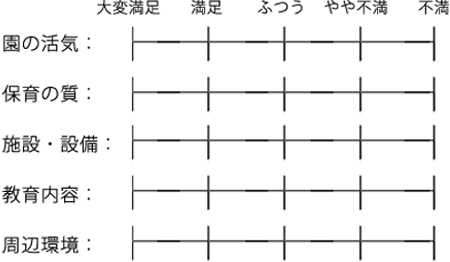 大変満足 満足 ふつう やや不満 不満
園の活気：
保育の質：
施設・設備：
教育内容：
周辺環境：